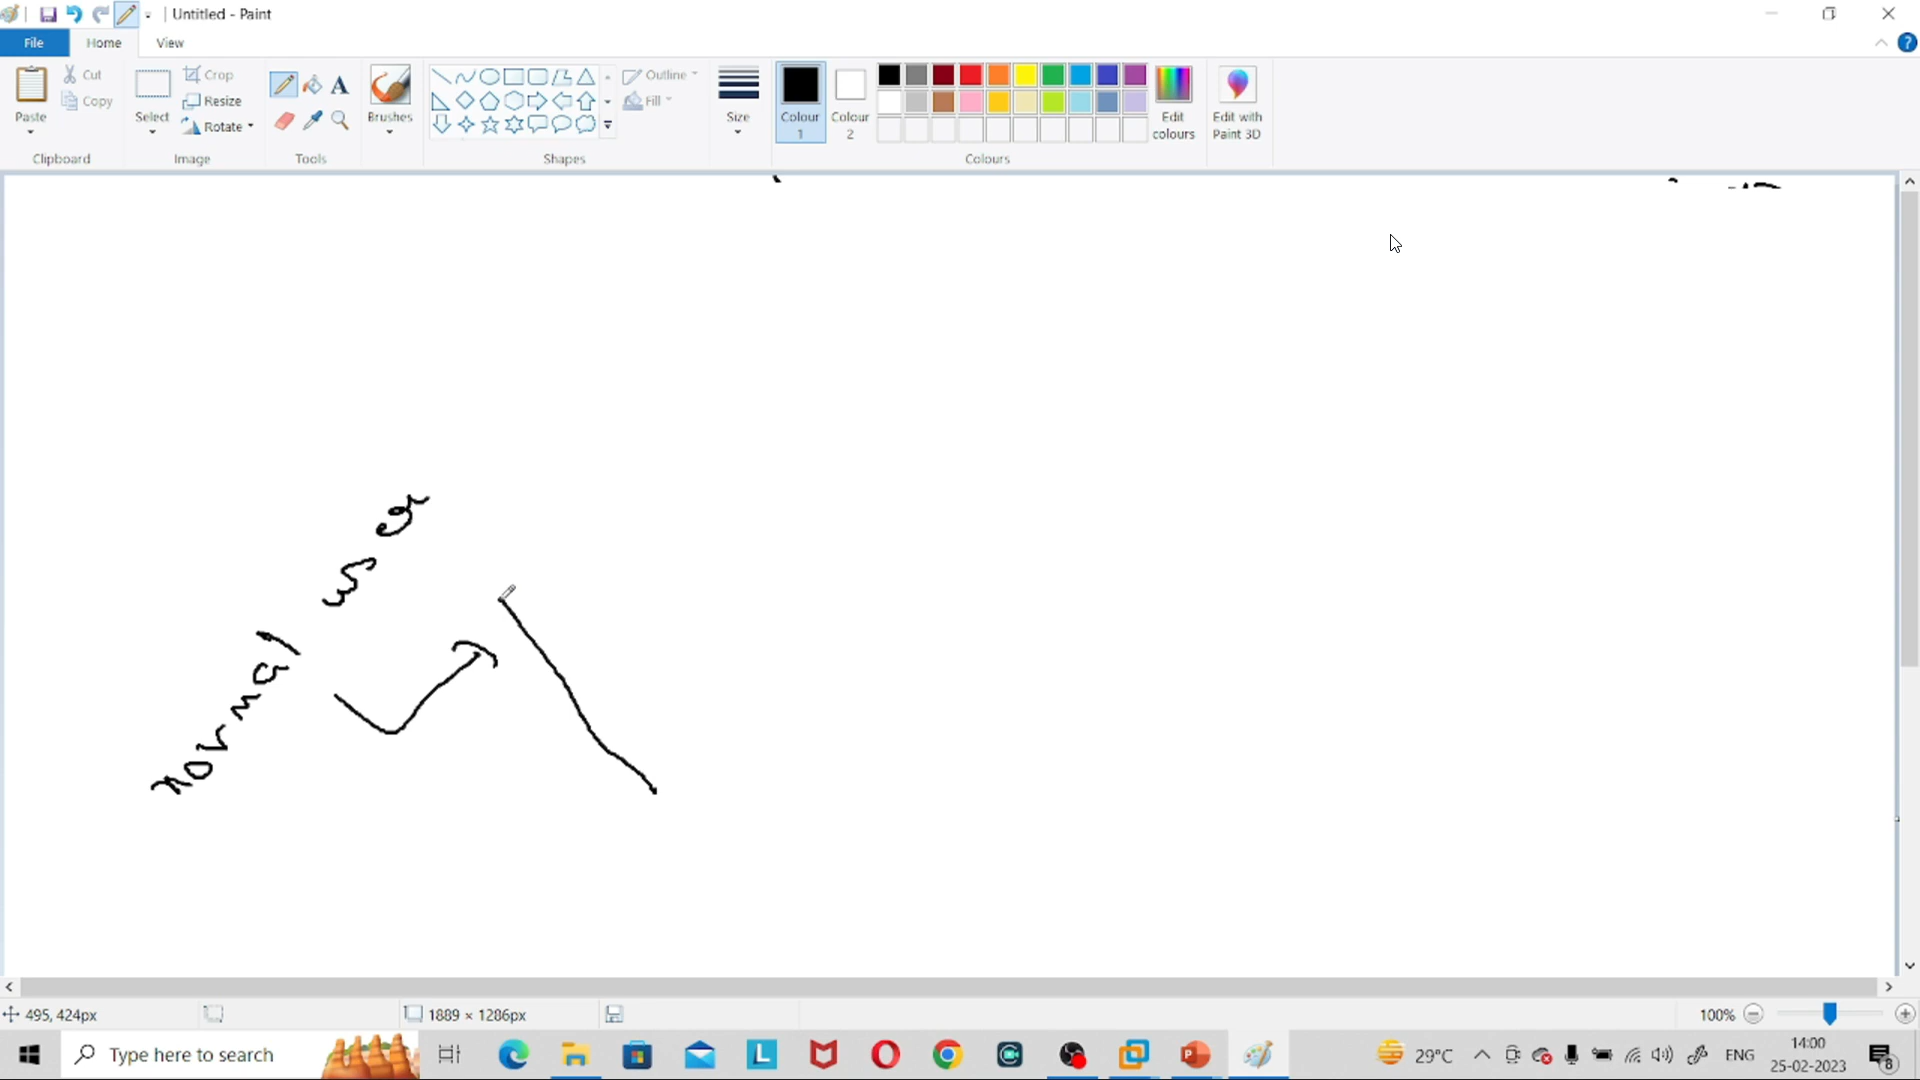 Untitled - Paint
File Home View
Paste
Cut
Copy
Clipboard
Select
Crop
Resize
Rotate
Image
Tools
Brushes
Shapes
Outline
Fill
Size
Colour 1
Colour 2
Colours
Edit colours
Edit with Paint 3D
normal user
495, 424px
1889 × 1286px
100%
Type here to search
29°C
ENG
14:00
25-02-2023
8